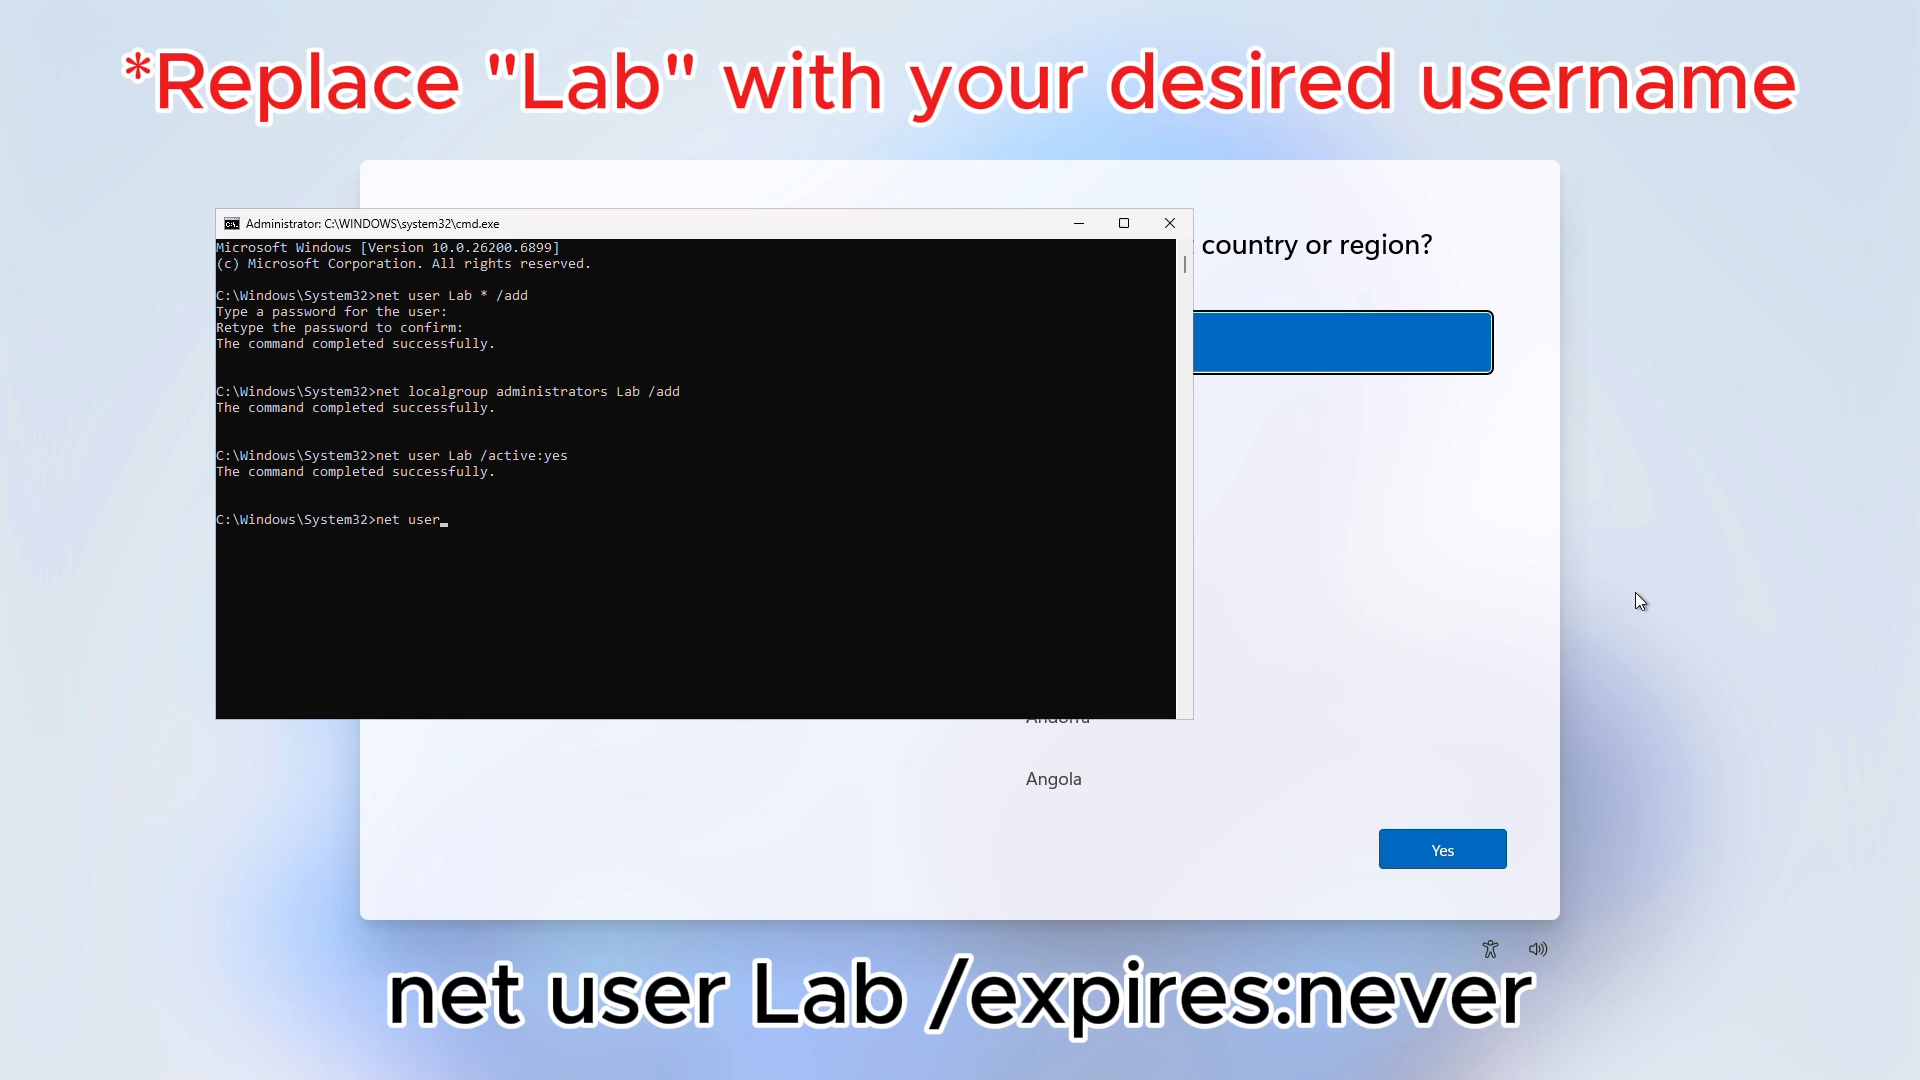 *Replace "Lab" with your desired username
Administrator: C:\WINDOWS\system32\cmd.exe
country or region?
Microsoft Windows [Version 10.0.26200.6899]
(c) Microsoft Corporation. All rights reserved.
C:\Windows\System32>net user Lab * /add
Type a password for the user:
Retype the password to confirm:
The command completed successfully.
C:\Windows\System32>net localgroup administrators Lab /add
The command completed successfully.
C:\Windows\System32>net user Lab /active:yes
The command completed successfully.
C:\Windows\System32>net user
Andorra
Angola
Yes
net user Lab /expires:never